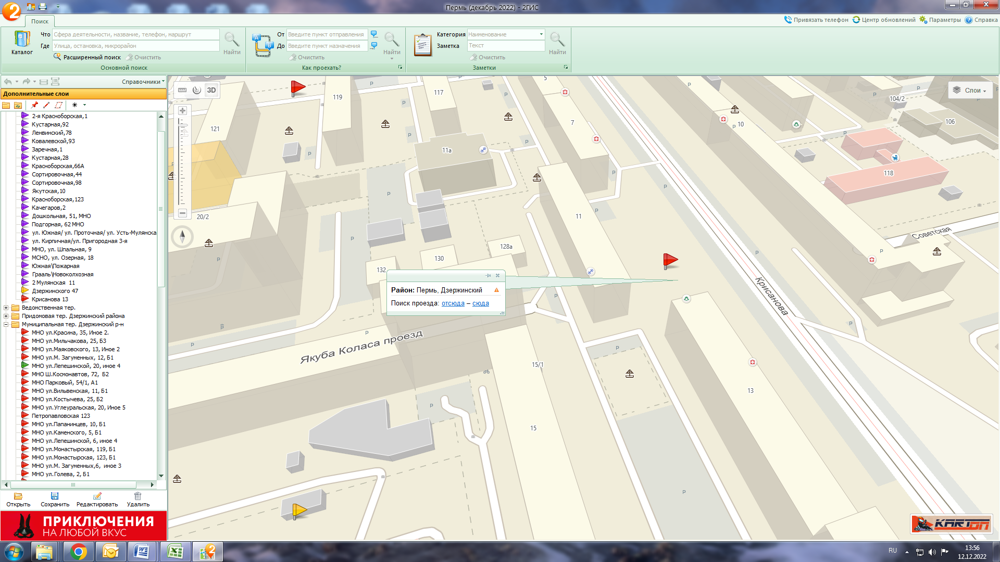 Пермь (декабрь 2022) - 2ГИС
Поиск
Привязать телефон
Центр обновлений
Параметры
Справка
Каталог
Что
Сфера деятельности, название, телефон, маршрут
Где
Улица, остановка, микрорайон
Расширенный поиск
Очистить
Найти
Основной поиск
От
Введите пункт отправления
До
Введите пункт назначения
Очистить
Найти
Как проехать?
Категория
Наименование
Заметка
Текст
Очистить
Найти
Заметки
Справочники
Дополнительные слои
2-я Красноборская,1
Кустарная,92
Ленвинский,78
Ковалевской,93
Заречная,1
Кустарная,28
Красноборская,66А
Сортировочная,44
Сортировочная,98
Якутская,10
Красноборская,123
Качегаров,2
Дошкольная, 51, МНО
Подгорная, 62 МНО
ул. Южная/ ул. Проточная/ ул. Усть-Мулянска
ул. Кирпичная/ул. Пригородная 3-я
МНО, ул. Шпальная, 9
МСНО, ул. Озерная, 18
Южная\Пожарная
Грааль\Новоколхозная
2 Мулянская 11
Дзержинского 47
Крисанова 13
Ведомственная тер.
Придомовая тер. Дзержинский района
Муниципальная тер. Дзержинский р-н
МНО ул.Красина, 35, Иное 2.
МНО ул.Мильчакова, 25, Б3
МНО ул.Маяковского, 13, Иное 2
МНО ул.М. Загуменных, 12, Б1
МНО ул.Лепешинской, 20, иное 4
МНО Ш.Космонавтов, 72, Б2
МНО Парковый, 54/1, А1
МНО ул.Вильвенская, 11, Б1
МНО ул.Костычева, 25, Б2
МНО ул.Углеуральская, 20, Иное 5
Петропавловская 123
МНО ул.Папанинцев, 10, Б1
МНО ул.Каменского, 5, Б1
МНО ул.Лепешинской, 6, иное 4
МНО ул.Монастырская, 119, Б1
МНО ул.Монастырская, 123, Б1
МНО ул.М. Загуменных,6, иное 3
МНО ул.Голева, 2, Б1
Открыть
Сохранить
Редактировать
Удалить
ПРИКЛЮЧЕНИЯ
НА ЛЮБОЙ ВКУС
3D
Слои
5
119
117
104/2
121
7
10
106
11а
118
20/2
11
Советская
128а
130
132
Район: Пермь, Дзержинский
Поиск проезда: отсюда – сюда
Крисанова
Якуба Коласа проезд
15/1
13
15
КАRТОП
RU
13:56
12.12.2022